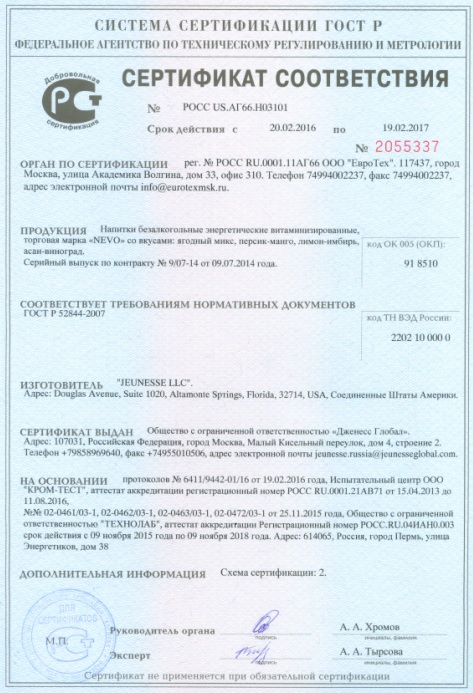 СИСТЕМА СЕРТИФИКАЦИИ ГОСТ Р
ФЕДЕРАЛЬНОЕ АГЕНТСТВО ПО ТЕХНИЧЕСКОМУ РЕГУЛИРОВАНИЮ И МЕТРОЛОГИИ
Добровольная
сертификация
СЕРТИФИКАТ СООТВЕТСТВИЯ
№ РОСС US.АГ66.Н03101
Срок действия с 20.02.2016 по 19.02.2017
№ 2055337
ОРГАН ПО СЕРТИФИКАЦИИ рег. № РОСС RU.0001.11АГ66 ООО "ЕвроТех". 117437, город
Москва, улица Академика Волгина, дом 33, офис 310. Телефон 74994002237, факс 74994002237,
адрес электронной почты info@eurotexmsk.ru.
ПРОДУКЦИЯ Напитки безалкогольные энергетические витаминизированные,
торговая марка «NEVO» со вкусами: ягодный микс, персик-манго, лимон-имбирь,
асаи-виноград.
Серийный выпуск по контракту № 9/07-14 от 09.07.2014 года.
код ОК 005 (ОКП):
91 8510
СООТВЕТСТВУЕТ ТРЕБОВАНИЯМ НОРМАТИВНЫХ ДОКУМЕНТОВ
ГОСТ Р 52844-2007
код ТН ВЭД России:
2202 10 000 0
ИЗГОТОВИТЕЛЬ "JEUNESSE LLC".
Адрес: Douglas Avenue, Suite 1020, Altamonte Springs, Florida, 32714, USA, Соединенные Штаты Америки.
СЕРТИФИКАТ ВЫДАН Общество с ограниченной ответственностью «Дженесс Глобал».
Адрес: 107031, Российская Федерация, город Москва, Малый Кисельный переулок, дом 4, строение 2.
Телефон +79858969640, факс +74955010506, адрес электронной почты jeunesse.russia@jeunesseglobal.com.
НА ОСНОВАНИИ протоколов № 6411/9442-01/16 от 19.02.2016 года, Испытательный центр ООО
"КРОМ-ТЕСТ", аттестат аккредитации регистрационный номер РОСС RU.0001.21АВ71 от 15.04.2013 до
11.08.2016,
№№ 02-0461/03-1, 02-0462/03-1, 02-0463/03-1, 02-0472/03-1 от 25.11.2015 года, Общество с ограниченной
ответственностью "ТЕХНОЛАБ", аттестат аккредитации Регистрационный номер РОСС.RU.04ИАН0.003
срок действия с 09 ноября 2015 года по 09 ноября 2018 года. Адрес: 614065, Россия, город Пермь, улица
Энергетиков, дом 38
ДОПОЛНИТЕЛЬНАЯ ИНФОРМАЦИЯ Схема сертификации: 2.
ДЛЯ
СЕРТИФИКАТОВ
М.П.
Руководитель органа
подпись
А. А. Хромов
инициалы, фамилия
Эксперт
подпись
А. А. Тырсова
инициалы, фамилия
Сертификат не применяется при обязательной сертификации